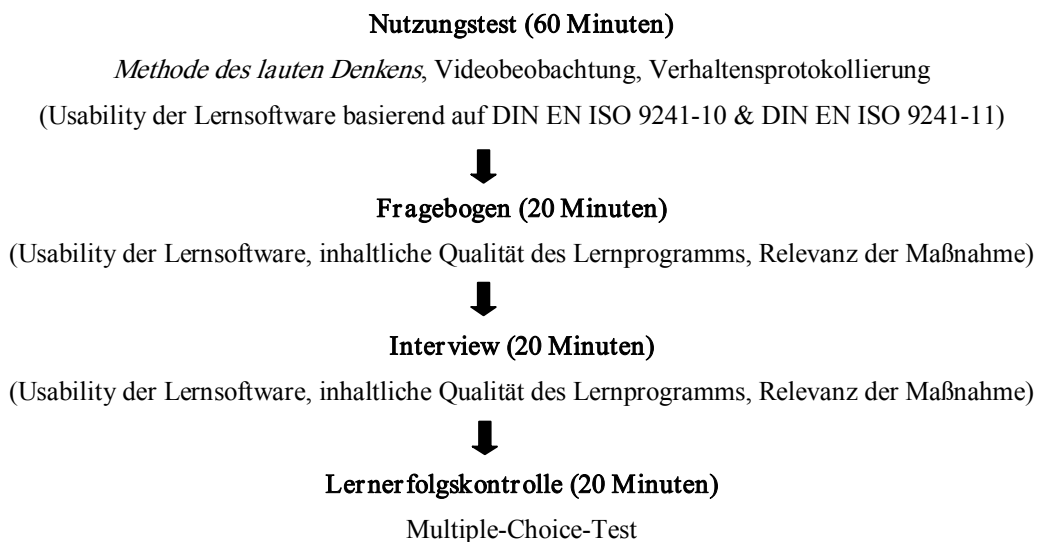 Nutzungstest (60 Minuten)
Methode des lauten Denkens, Videobeobachtung, Verhaltensprotokollierung
(Usability der Lernsoftware basierend auf DIN EN ISO 9241-10 & DIN EN ISO 9241-11)
Fragebogen (20 Minuten)
(Usability der Lernsoftware, inhaltliche Qualität des Lernprogramms, Relevanz der Maßnahme)
Interview (20 Minuten)
(Usability der Lernsoftware, inhaltliche Qualität des Lernprogramms, Relevanz der Maßnahme)
Lernerfolgskontrolle (20 Minuten)
Multiple-Choice-Test